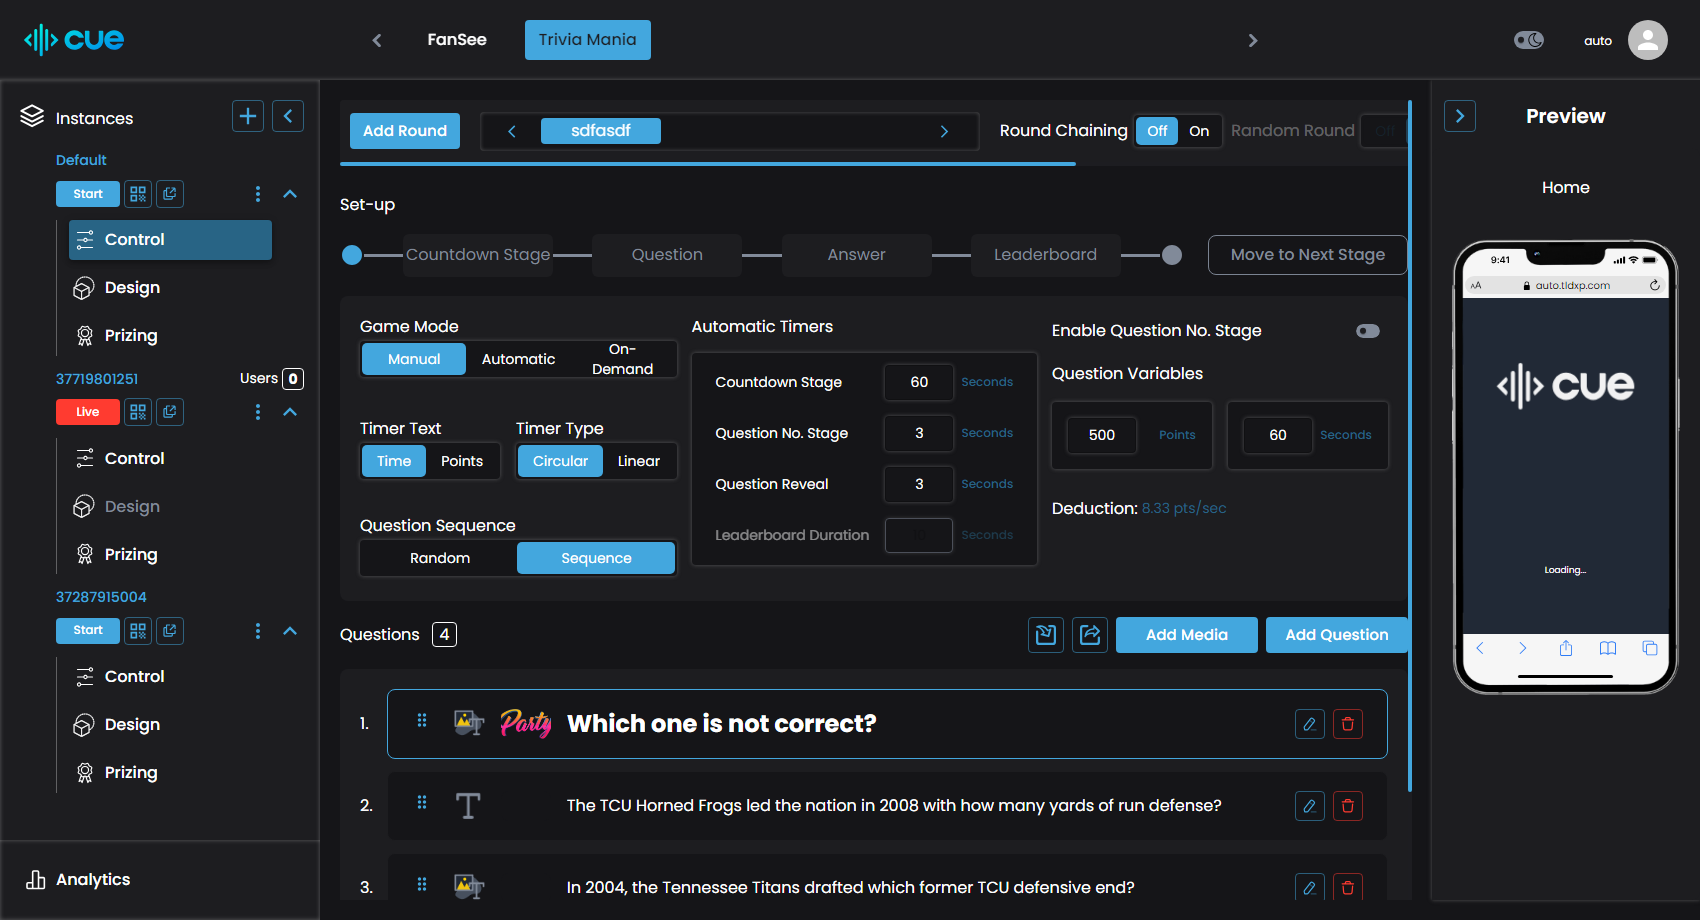 cue
FanSee
Trivia Mania
auto
Instances
Default
Start
Control
Design
Prizing
37719801251
Users 0
Live
Control
Design
Prizing
37287915004
Start
Control
Design
Prizing
Analytics
Add Round
sdfasdf
Round Chaining
Off
On
Random Round
Off
Set-up
Countdown Stage
Question
Answer
Leaderboard
Move to Next Stage
Game Mode
Manual
Automatic
On-
Demand
Timer Text
Time
Points
Timer Type
Circular
Linear
Question Sequence
Random
Sequence
Automatic Timers
Countdown Stage 60 Seconds
Question No. Stage 3 Seconds
Question Reveal 3 Seconds
Leaderboard Duration Seconds
Enable Question No. Stage
Question Variables
500 Points
60 Seconds
Deduction: 8.33 pts/sec
Questions 4
Add Media
Add Question
1. Party Which one is not correct?
2. T The TCU Horned Frogs led the nation in 2008 with how many yards of run defense?
3. In 2004, the Tennessee Titans drafted which former TCU defensive end?
Preview
Home
9:41
AA auto.tldxp.com
cue
Loading...